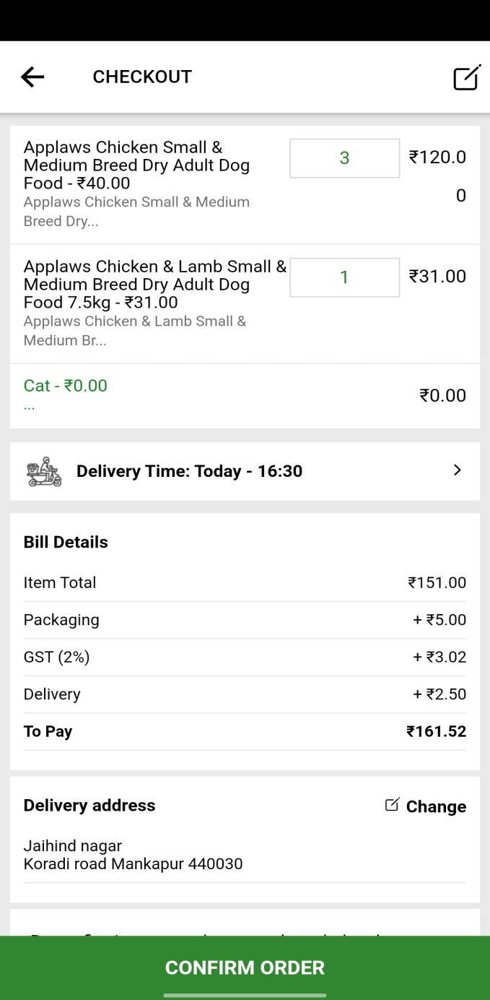 CHECKOUT
Applaws Chicken Small &
Medium Breed Dry Adult Dog
Food - ₹40.00
Applaws Chicken Small & Medium
Breed Dry...
3
₹120.0
0
Applaws Chicken & Lamb Small &
Medium Breed Dry Adult Dog
Food 7.5kg - ₹31.00
Applaws Chicken & Lamb Small &
Medium Br...
1
₹31.00
Cat - ₹0.00
...
₹0.00
Delivery Time: Today - 16:30
Bill Details
Item Total ₹151.00
Packaging + ₹5.00
GST (2%) + ₹3.02
Delivery + ₹2.50
To Pay ₹161.52
Delivery address Change
Jaihind nagar
Koradi road Mankapur 440030
CONFIRM ORDER